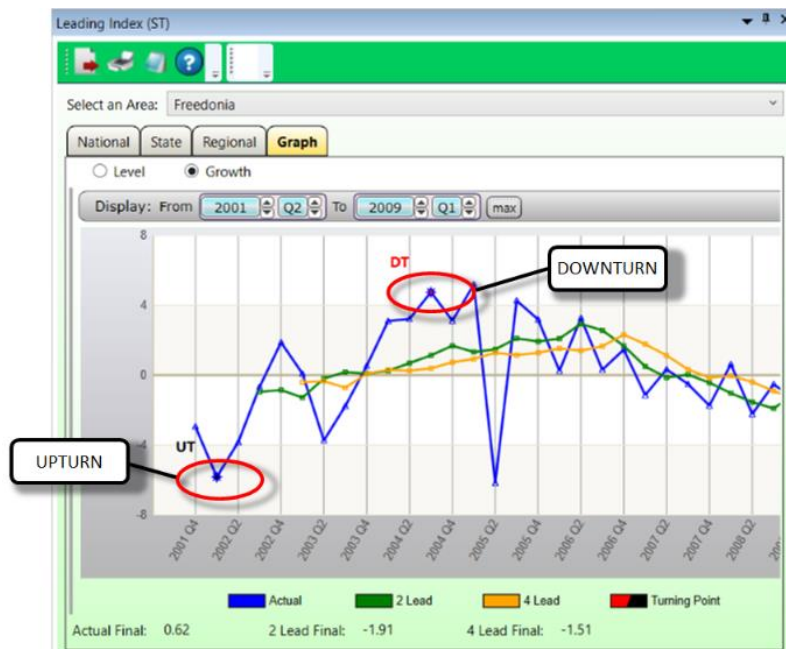 Leading Index (ST)
Select an Area: Freedonia
National State Regional Graph
Level Growth
Display: From 2001 Q2 To 2009 Q1 max
8
DT
DOWNTURN
4
0
-4
UT
UPTURN
-8
2001 Q4 2002 Q2 2002 Q4 2003 Q2 2003 Q4 2004 Q2 2004 Q4 2005 Q2 2005 Q4 2006 Q2 2006 Q4 2007 Q2 2007 Q4 2008 Q2
Actual 2 Lead 4 Lead Turning Point
Actual Final: 0.62 2 Lead Final: -1.91 4 Lead Final: -1.51